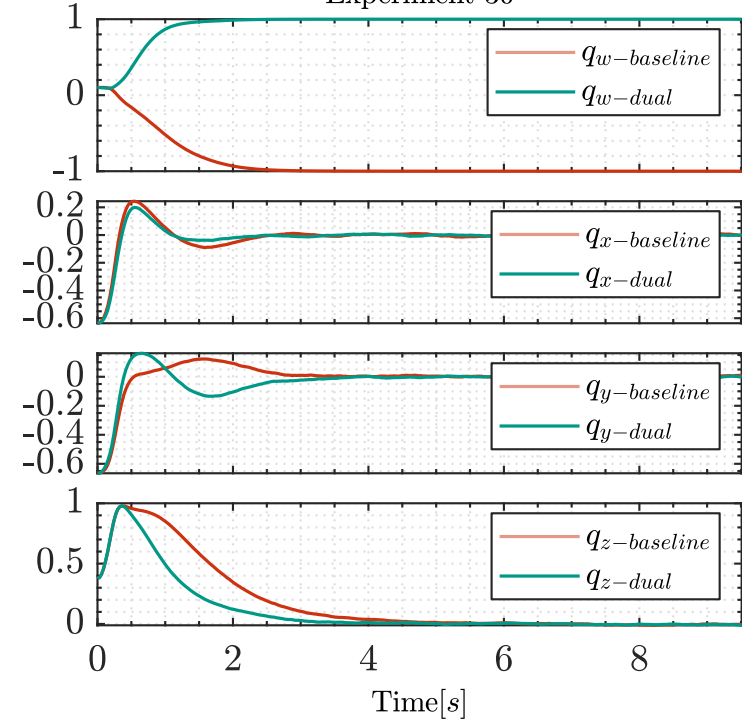 1
0
-1
q_{w-baseline}
q_{w-dual}
0.2
0
-0.2
-0.4
-0.6
q_{x-baseline}
q_{x-dual}
0
-0.2
-0.4
-0.6
q_{y-baseline}
q_{y-dual}
1
0.5
0
q_{z-baseline}
q_{z-dual}
0 2 4 6 8
Time[s]